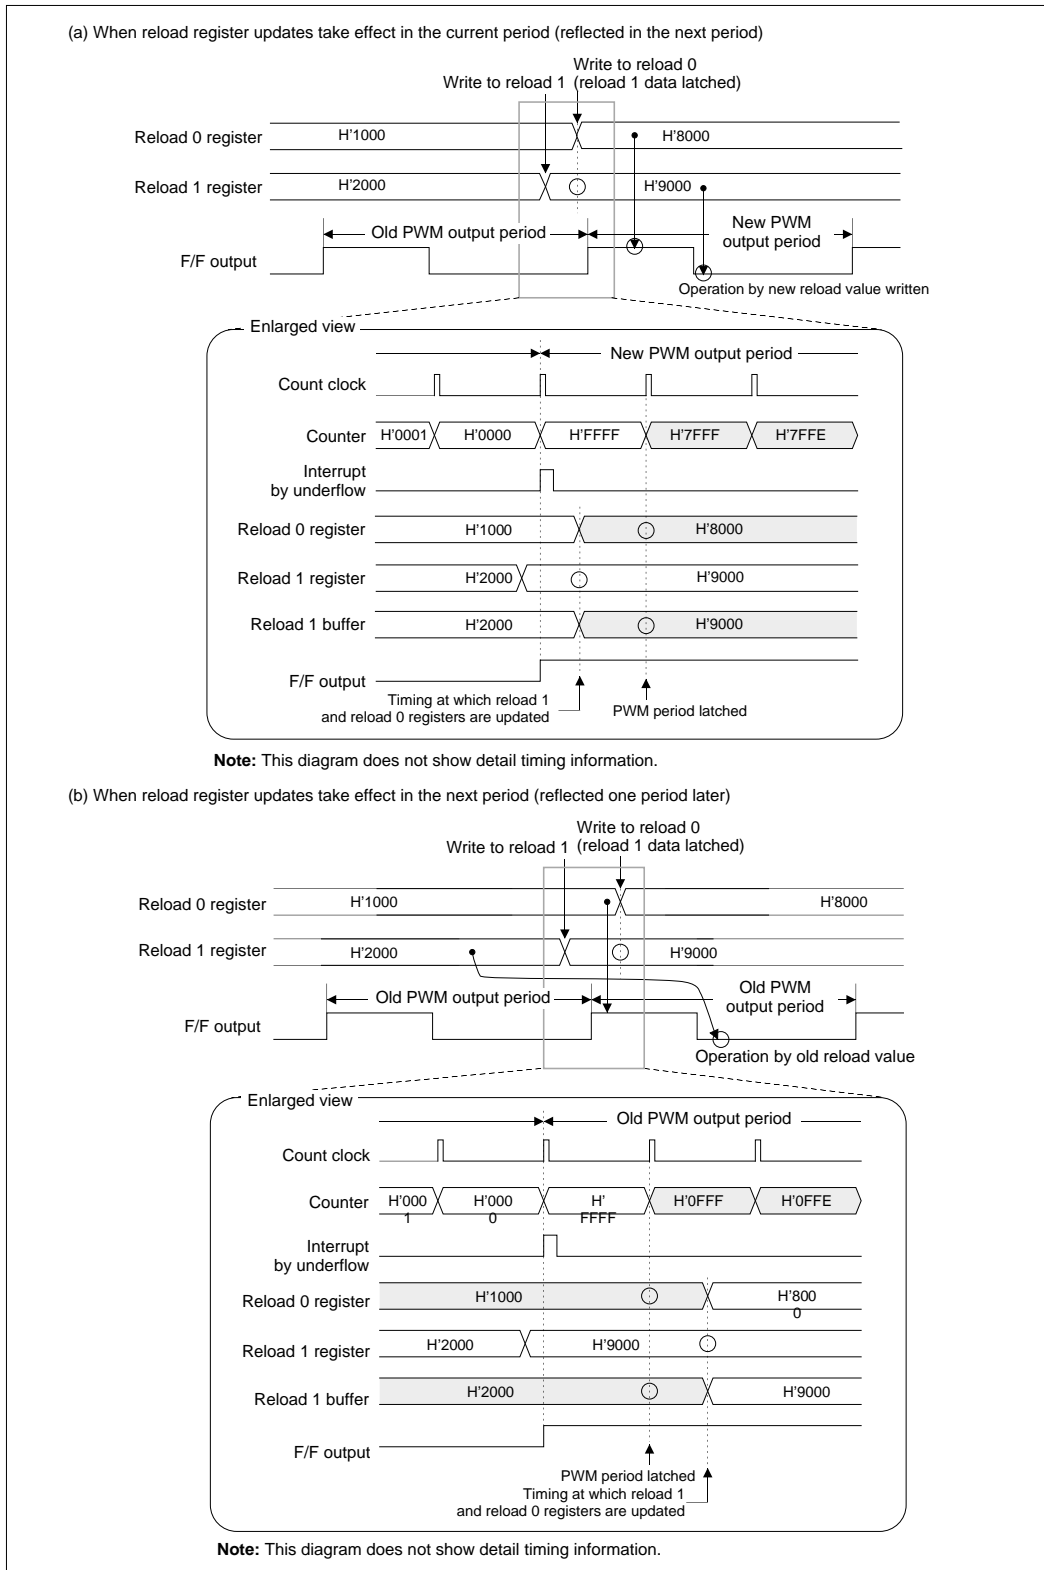 (a) When reload register updates take effect in the current period (reflected in the next period)
Write to reload 0
Write to reload 1 (reload 1 data latched)
Reload 0 register H'1000 H'8000
Reload 1 register H'2000 H'9000
Old PWM output period
New PWM
output period
F/F output
Operation by new reload value written
Enlarged view
New PWM output period
Count clock
Counter H'0001 H'0000 H'FFFF H'7FFF H'7FFE
Interrupt
by underflow
Reload 0 register H'1000 H'8000
Reload 1 register H'2000 H'9000
Reload 1 buffer H'2000 H'9000
F/F output
Timing at which reload 1
and reload 0 registers are updated
PWM period latched
Note: This diagram does not show detail timing information.
(b) When reload register updates take effect in the next period (reflected one period later)
Write to reload 0
Write to reload 1 (reload 1 data latched)
Reload 0 register H'1000 H'8000
Reload 1 register H'2000 H'9000
Old PWM output period
Old PWM
output period
F/F output
Operation by old reload value
Enlarged view
Old PWM output period
Count clock
Counter H'000 H'000 H' H'0FFF H'0FFE
1 0 FFFF
Interrupt
by underflow
Reload 0 register H'1000 H'800
0
Reload 1 register H'2000 H'9000
Reload 1 buffer H'2000 H'9000
F/F output
PWM period latched
Timing at which reload 1
and reload 0 registers are updated
Note: This diagram does not show detail timing information.